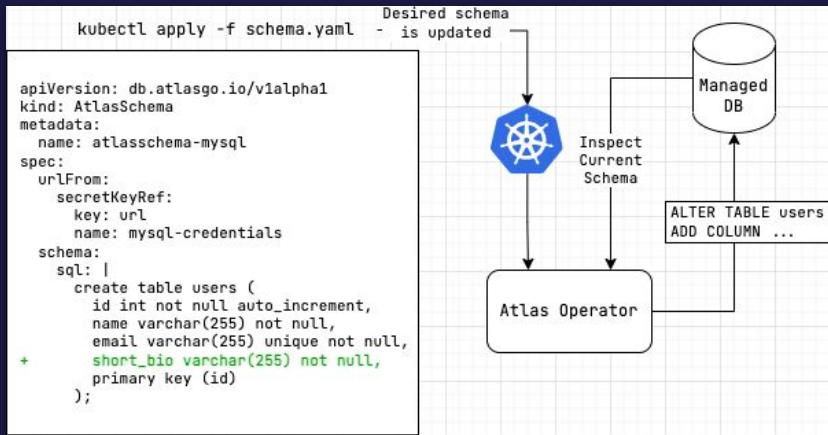 kubectl apply -f schema.yaml - Desired schema
is updated
apiVersion: db.atlasgo.io/v1alpha1
kind: AtlasSchema
metadata:
  name: atlasschema-mysql
spec:
  urlFrom:
    secretKeyRef:
      key: url
      name: mysql-credentials
  schema:
    sql: |
      create table users (
        id int not null auto_increment,
        name varchar(255) not null,
        email varchar(255) unique not null,
+       short_bio varchar(255) not null,
        primary key (id)
      );
Managed
DB
Inspect
Current
Schema
ALTER TABLE users
ADD COLUMN ...
Atlas Operator